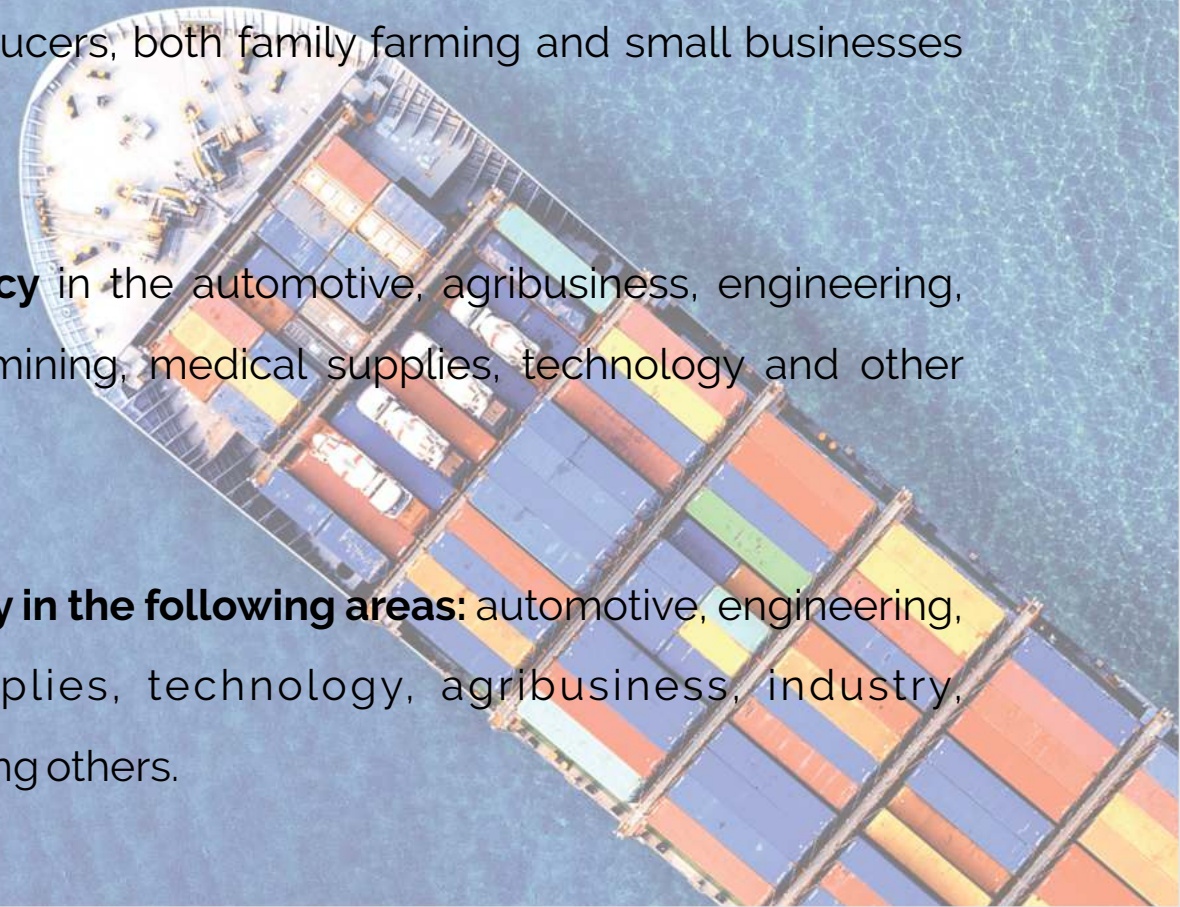 ucers, both family farming and small businesses
cy in the automotive, agribusiness, engineering,
mining, medical supplies, technology and other
y in the following areas: automotive, engineering,
plies, technology, agribusiness, industry,
ng others.